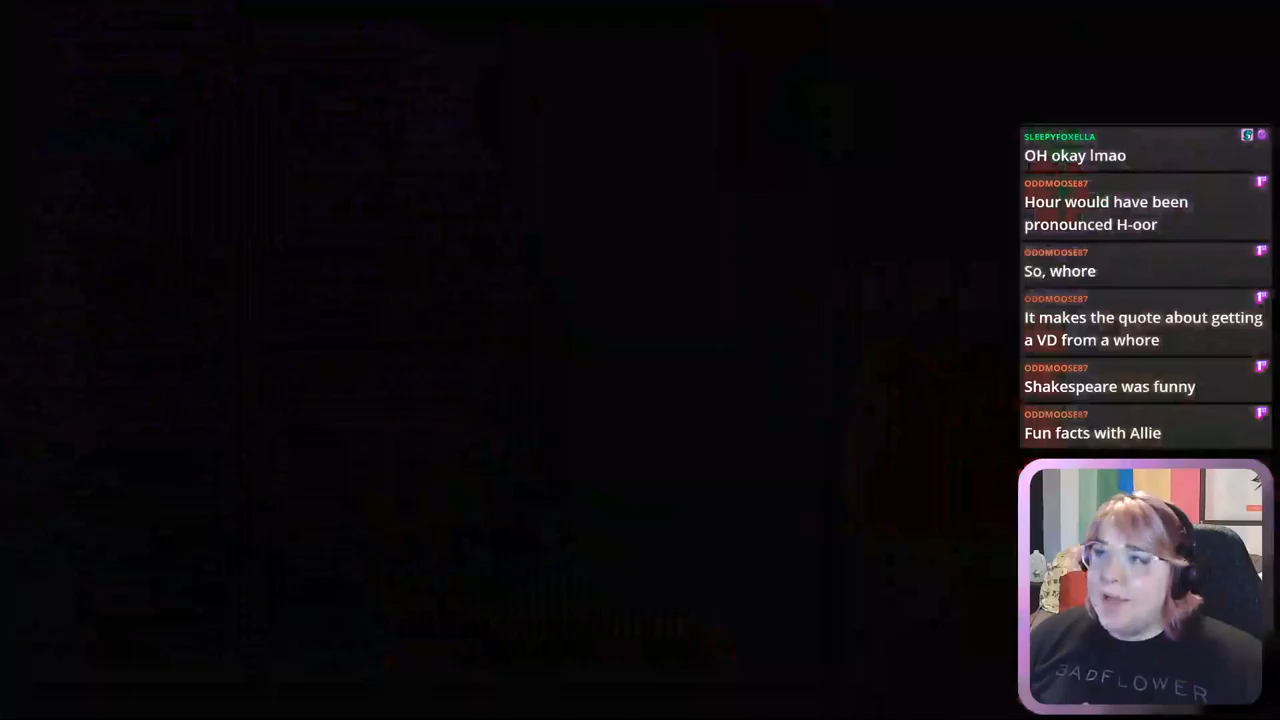 SLEEPYFOXELLA
OH okay lmao
ODDMOOSE87
Hour would have been
pronounced H-oor
ODDMOOSE87
So, whore
ODDMOOSE87
It makes the quote about getting
a VD from a whore
ODDMOOSE87
Shakespeare was funny
ODDMOOSE87
Fun facts with Allie
BADFLOWER